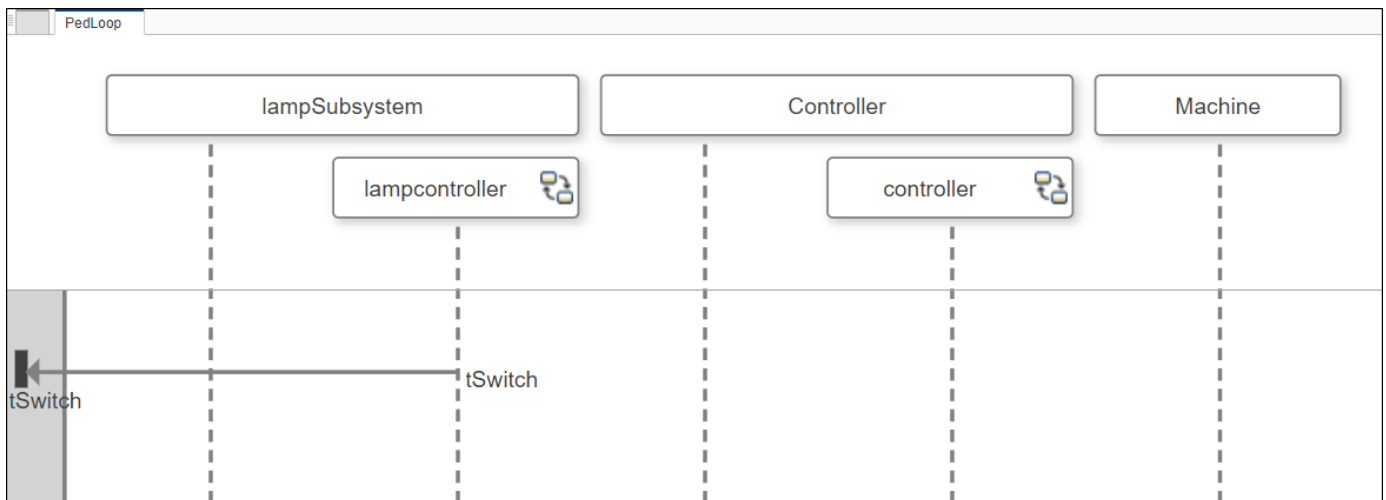 PedLoop
lampSubsystem
Controller
Machine
lampcontroller
controller
tSwitch
tSwitch